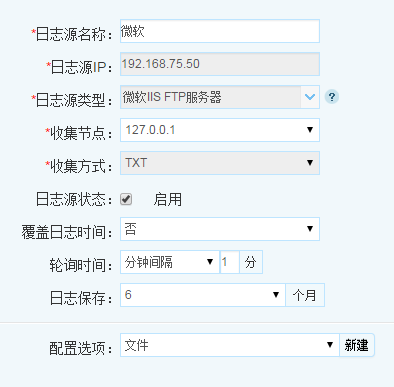 *日志源名称： 微软
*日志源IP： 192.168.75.50
*日志源类型： 微软IIS FTP服务器 ?
*收集节点： 127.0.0.1
*收集方式： TXT
日志源状态： 启用
覆盖日志时间： 否
轮询时间： 分钟间隔 1 分
日志保存： 6 个月
配置选项： 文件 新建